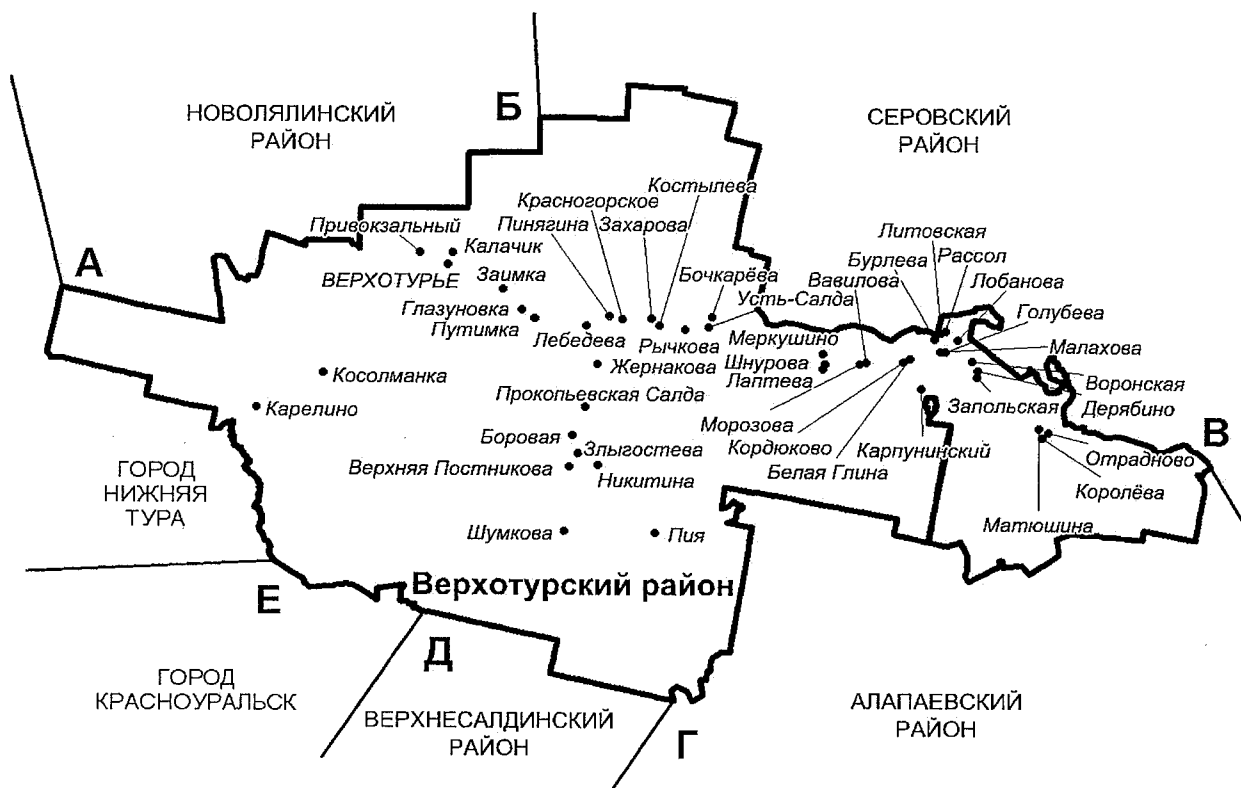 НОВОЛЯЛИНСКИЙ
РАЙОН
Б
СЕРОВСКИЙ
РАЙОН
Костылева
Красногорское
Пинягина
Захарова
Привокзальный
Калачик
ВЕРХОТУРЬЕ
А
Заимка
Глазуновка
Путимка
Лебедева
Рычкова
Жернакова
Бочкарёва
Усть-Салда
Литовская
Бурлева
Рассол
Вавилова
Лобанова
Голубева
Меркушино
Шнурова
Лаптева
Малахова
Воронская
Дерябино
Запольская
Косолманка
Карелино
Прокопьевская Салда
Морозова
Кордюково
Белая Глина
Карпунинский
В
Боровая
Злыгостева
Верхняя Постникова
Никитина
Отрадново
Королёва
Матюшина
ГОРОД
НИЖНЯЯ
ТУРА
Шумкова
Пия
Верхотурский район
Е
Д
Г
ГОРОД
КРАСНОУРАЛЬСК
ВЕРХНЕСАЛДИНСКИЙ
РАЙОН
АЛАПАЕВСКИЙ
РАЙОН